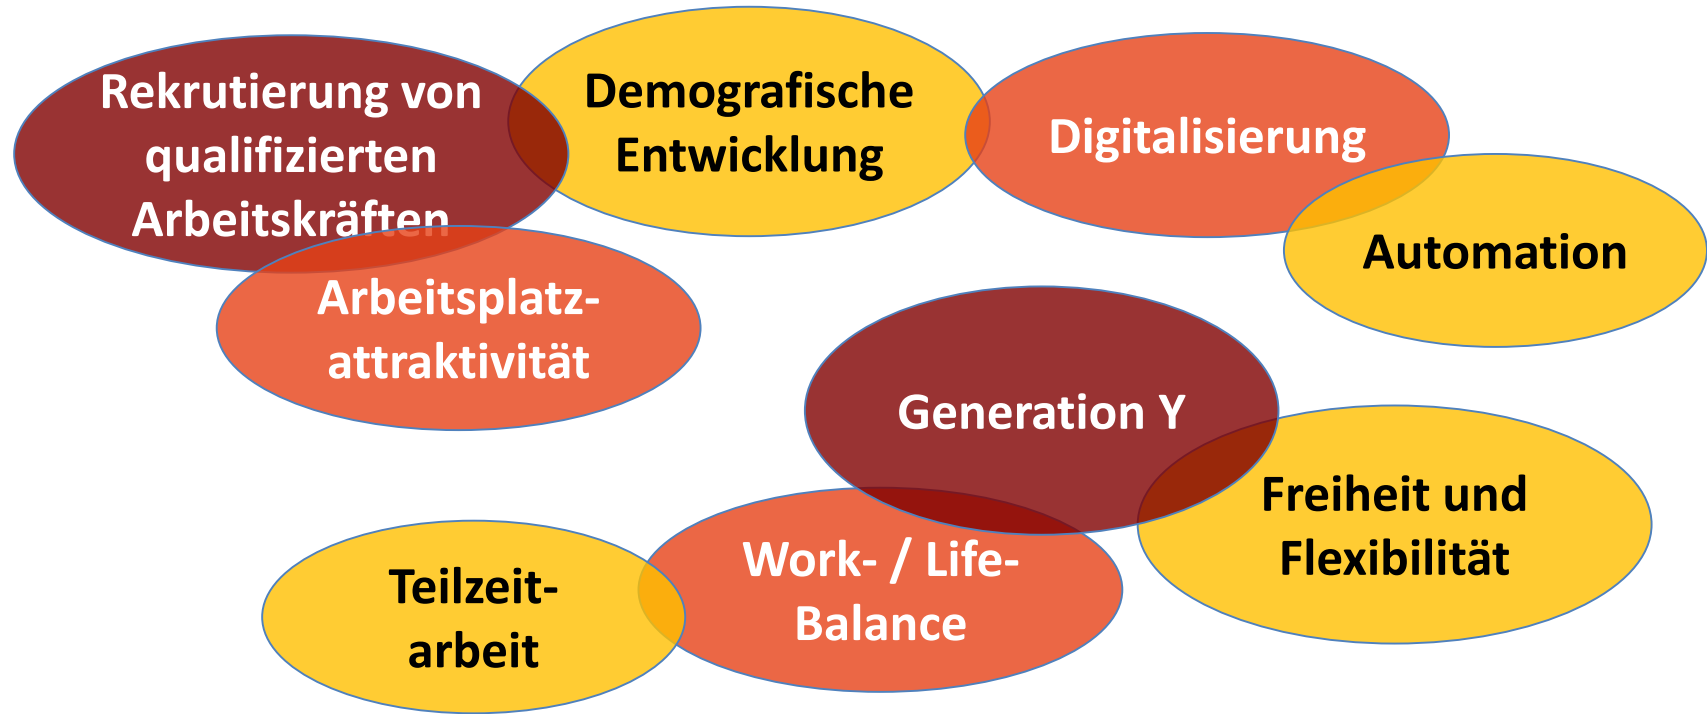 Rekrutierung von
qualifizierten
Arbeitskräften
Demografische
Entwicklung
Digitalisierung
Automation
Arbeitsplatz-
attraktivität
Generation Y
Freiheit und
Flexibilität
Work- / Life-
Balance
Teilzeit-
arbeit